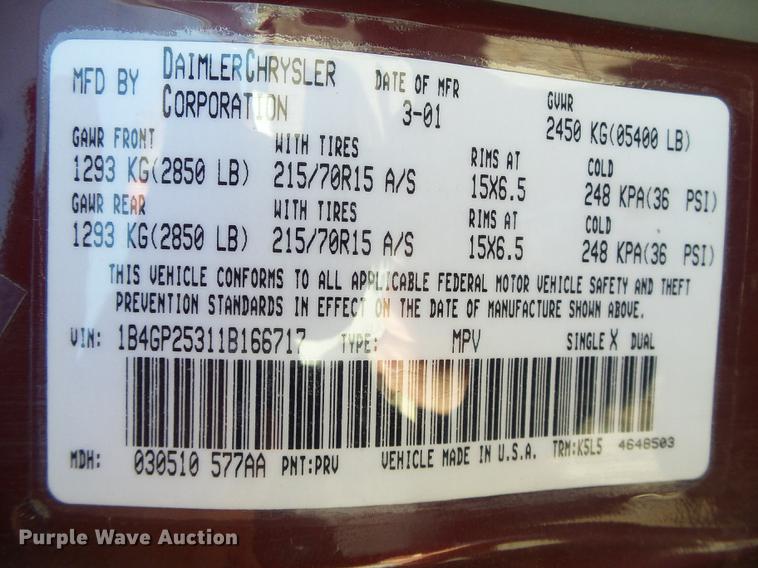 MFD BY DAIMLERCHRYSLER CORPORATION DATE OF MFR 3-01 GVWR 2450 KG(05400 LB)
GAWR FRONT WITH TIRES RIMS AT COLD
1293 KG(2850 LB) 215/70R15 A/S 15X6.5 248 KPA(36 PSI)
GAWR REAR WITH TIRES RIMS AT COLD
1293 KG(2850 LB) 215/70R15 A/S 15X6.5 248 KPA(36 PSI)
THIS VEHICLE CONFORMS TO ALL APPLICABLE FEDERAL MOTOR VEHICLE SAFETY AND THEFT
PREVENTION STANDARDS IN EFFECT ON THE DATE OF MANUFACTURE SHOWN ABOVE.
VIN: 1B4GP25311B166717 TYPE: MPV SINGLE X DUAL
MDH: 030510 577AA PNT:PRV VEHICLE MADE IN U.S.A. TRM:K5L5 4648503
Purple Wave Auction